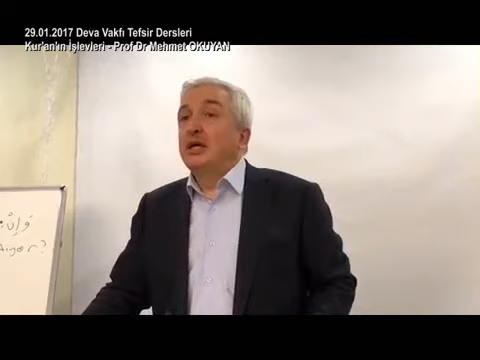 29.01.2017 Deva Vakfı Tefsir Dersleri
Kur'an'ın İşlevleri - Prof Dr Mehmet OKUYAN